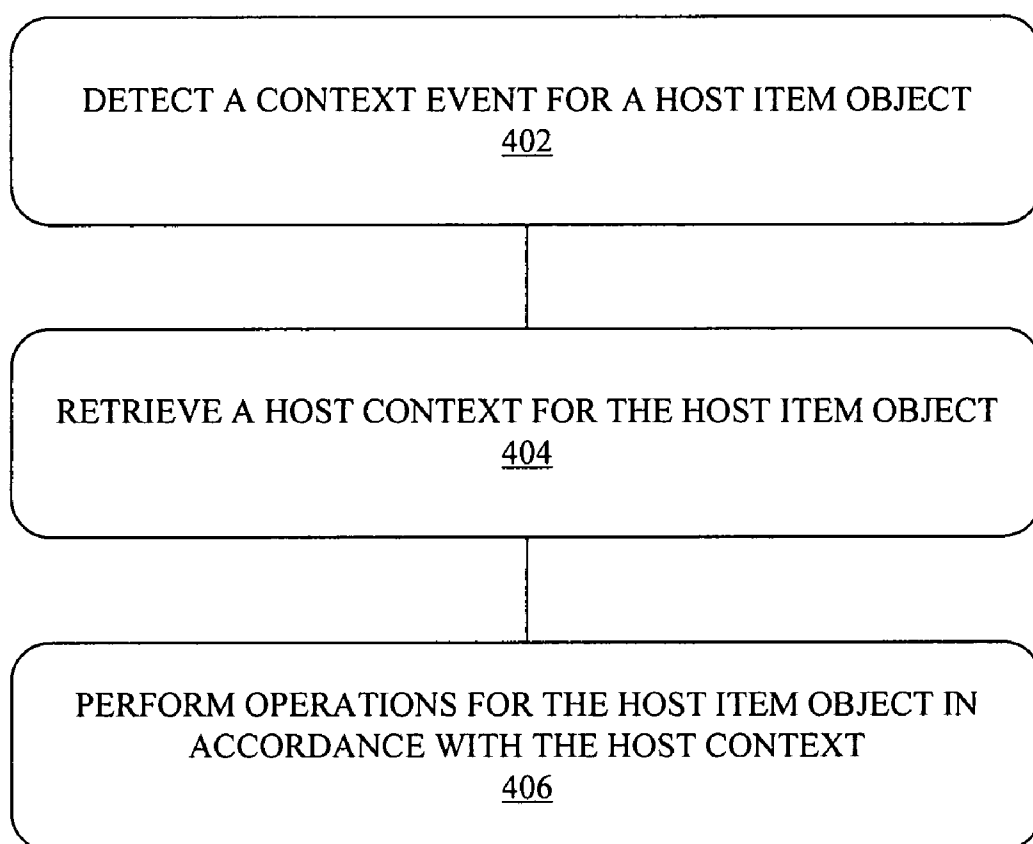 DETECT A CONTEXT EVENT FOR A HOST ITEM OBJECT
402
RETRIEVE A HOST CONTEXT FOR THE HOST ITEM OBJECT
404
PERFORM OPERATIONS FOR THE HOST ITEM OBJECT IN
ACCORDANCE WITH THE HOST CONTEXT
406